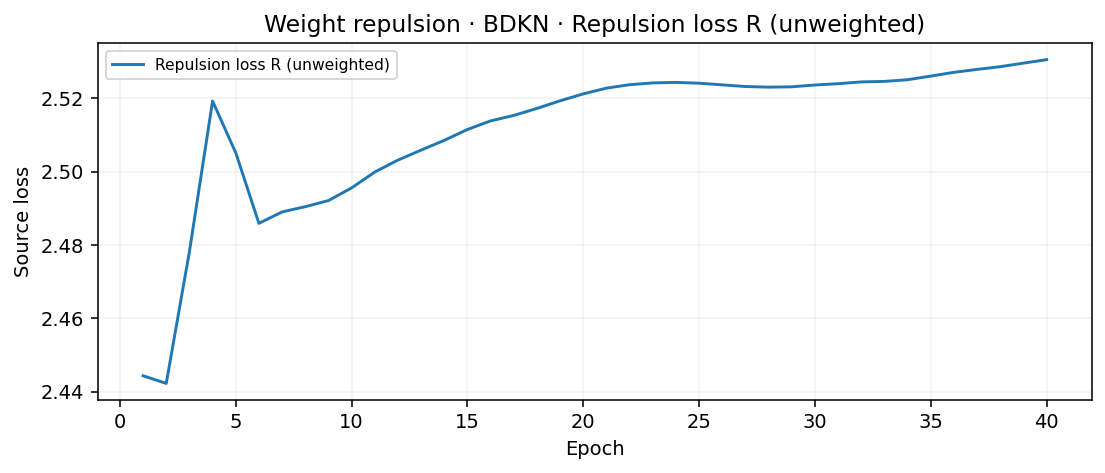 Weight repulsion · BDKN · Repulsion loss R (unweighted)
Repulsion loss R (unweighted)
Source loss
2.52
2.50
2.48
2.46
2.44
0 5 10 15 20 25 30 35 40
Epoch